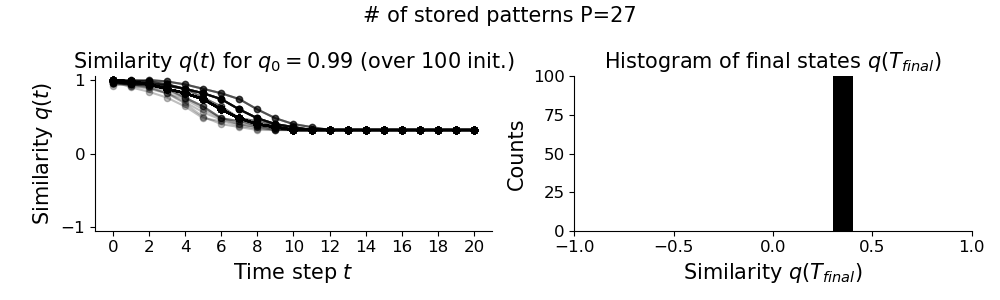 # of stored patterns P=27
Similarity q(t) for q₀ = 0.99 (over 100 init.)
1
0
−1
Similarity q(t)
0 2 4 6 8 10 12 14 16 18 20
Time step t
Histogram of final states q(T_final)
100
75
50
25
0
Counts
−1.0 −0.5 0.0 0.5 1.0
Similarity q(T_final)